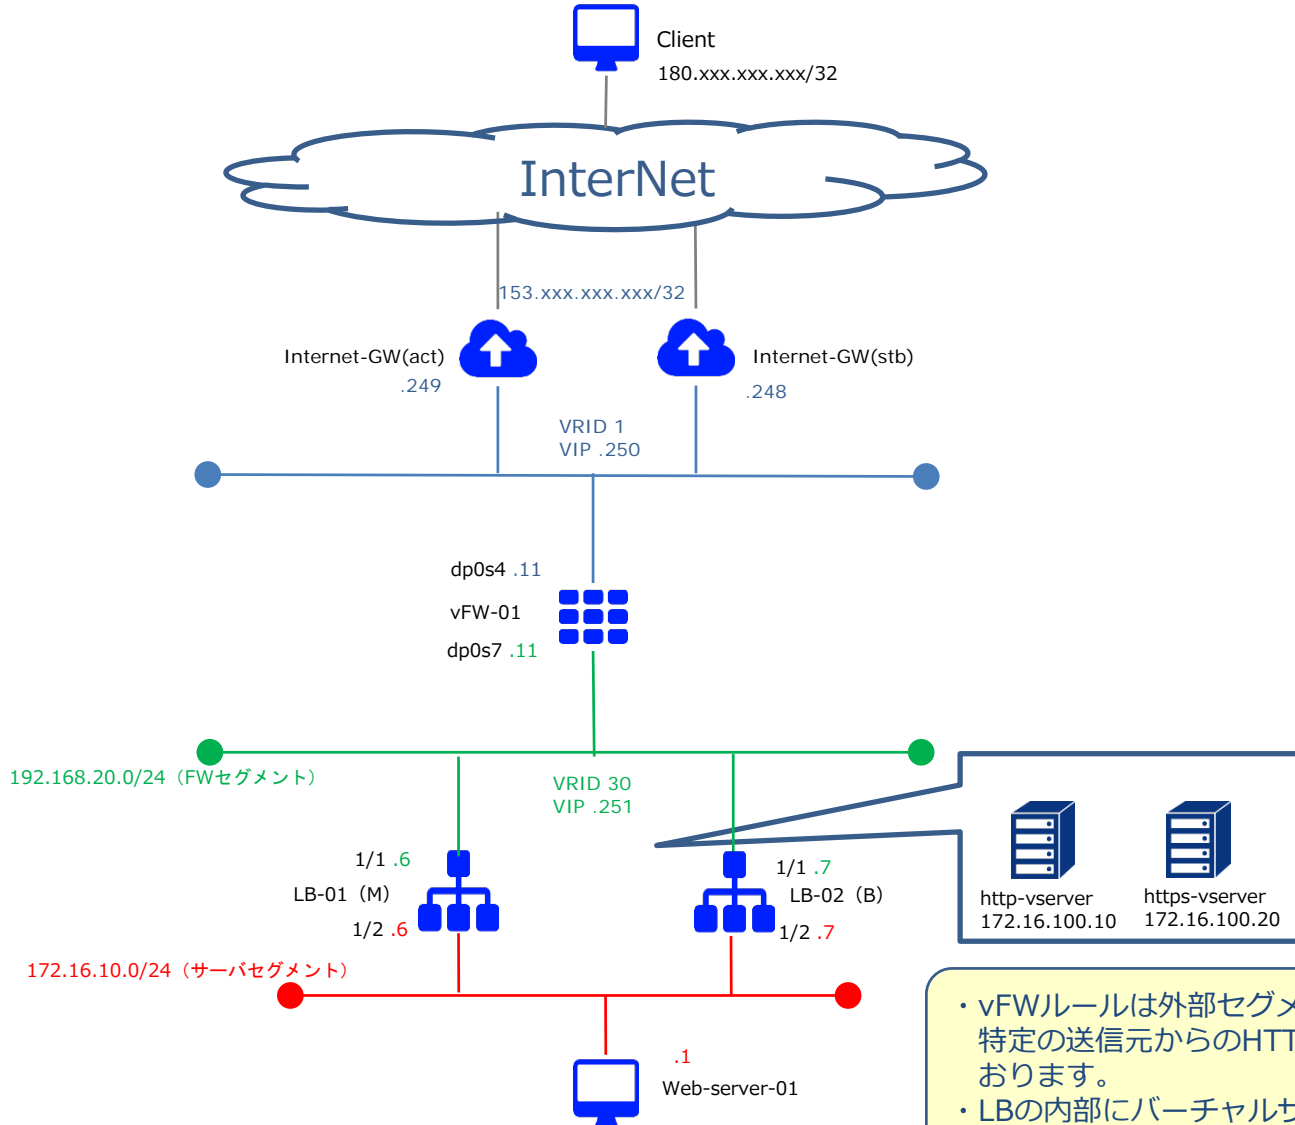 Client
180.xxx.xxx.xxx/32
InterNet
153.xxx.xxx.xxx/32
Internet-GW(act)
.249
Internet-GW(stb)
.248
VRID 1
VIP .250
dp0s4 .11
vFW-01
dp0s7 .11
192.168.20.0/24（FWセグメント）
VRID 30
VIP .251
1/1 .6
LB-01（M）
1/2 .6
1/1 .7
LB-02（B）
1/2 .7
http-vserver
172.16.100.10
https-vserver
172.16.100.20
172.16.10.0/24（サーバセグメント）
.1
Web-server-01
・vFWルールは外部セグメ
特定の送信元からのHTT
おります。
・LBの内部にバーチャルサ